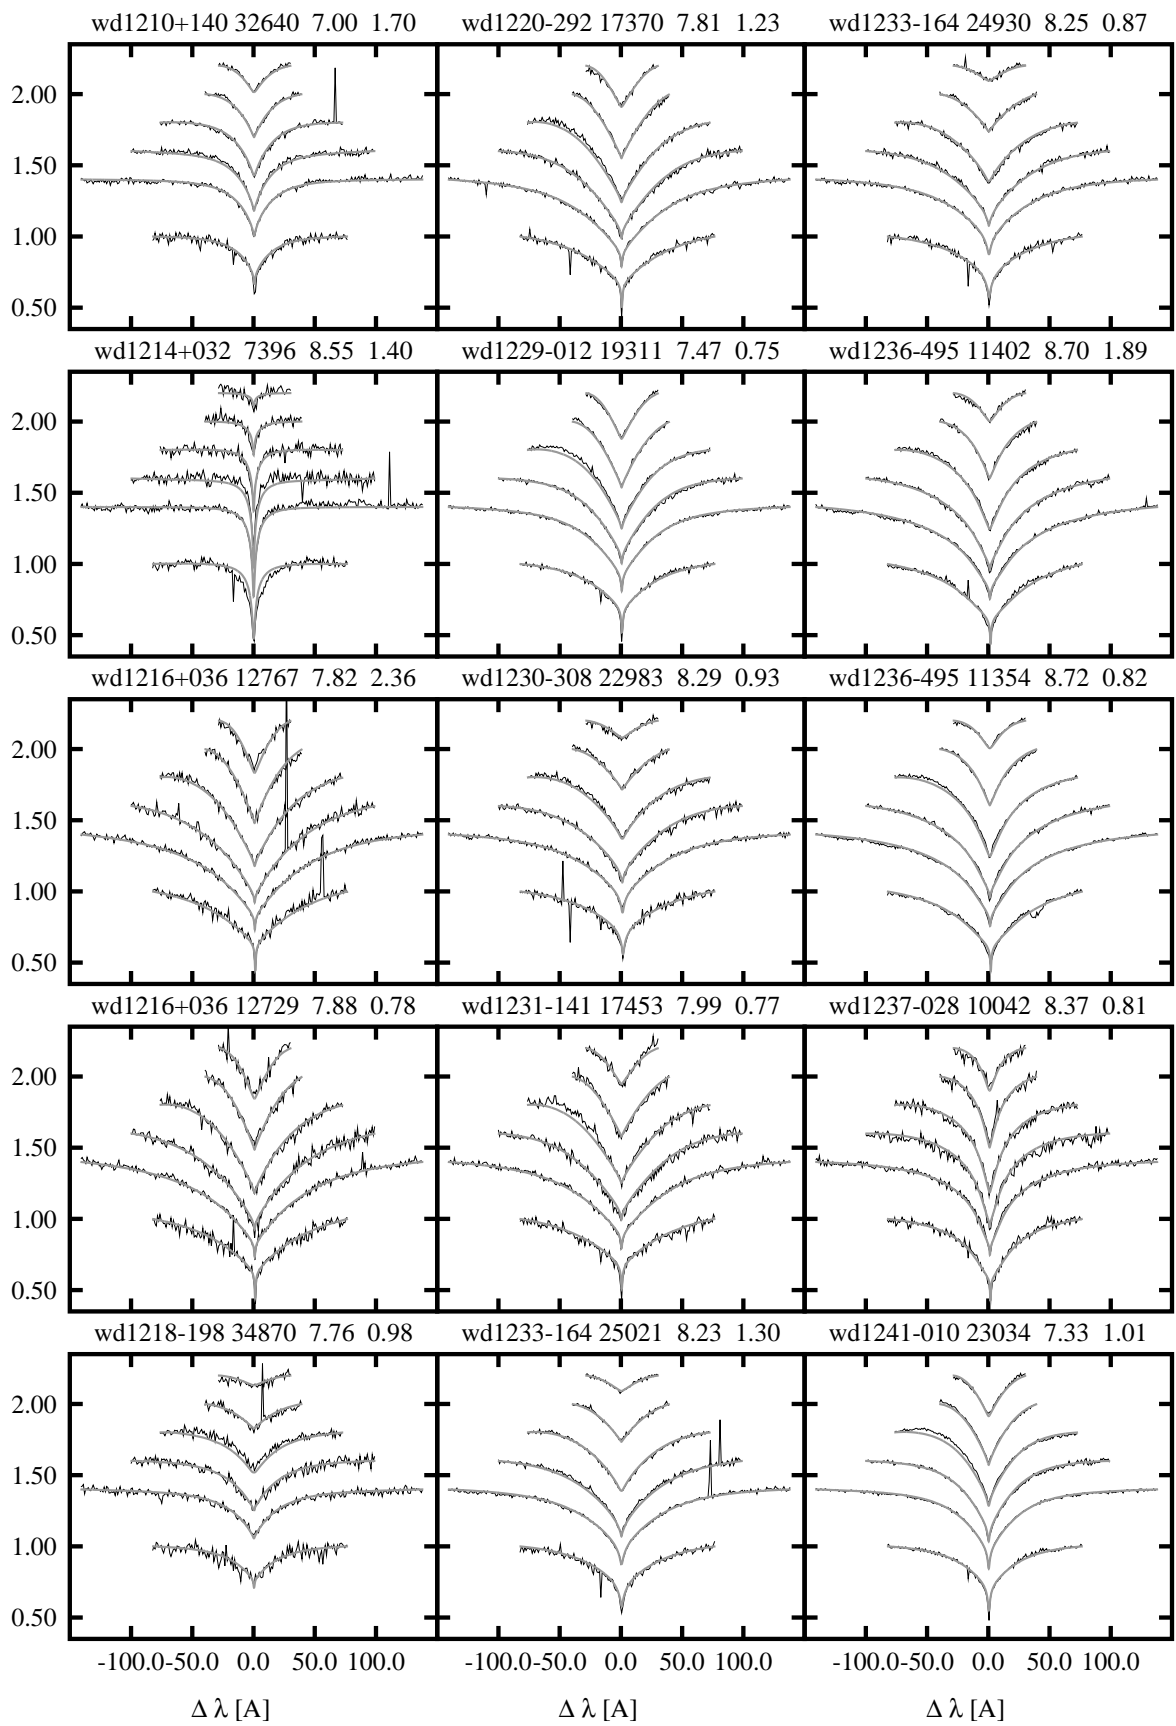 wd1210+140 32640 7.00 1.70
wd1220-292 17370 7.81 1.23
wd1233-164 24930 8.25 0.87
2.00
1.50
1.00
0.50
wd1214+032 7396 8.55 1.40
wd1229-012 19311 7.47 0.75
wd1236-495 11402 8.70 1.89
2.00
1.50
1.00
0.50
wd1216+036 12767 7.82 2.36
wd1230-308 22983 8.29 0.93
wd1236-495 11354 8.72 0.82
2.00
1.50
1.00
0.50
wd1216+036 12729 7.88 0.78
wd1231-141 17453 7.99 0.77
wd1237-028 10042 8.37 0.81
2.00
1.50
1.00
0.50
wd1218-198 34870 7.76 0.98
wd1233-164 25021 8.23 1.30
wd1241-010 23034 7.33 1.01
2.00
1.50
1.00
0.50
-100.0 -50.0 0.0 50.0 100.0
0.0 50.0 100.0
-100.0 -50.0 0.0 50.0 100.0
-100.0 -50.0
Δ λ [A]
Δ λ [A]
Δ λ [A]